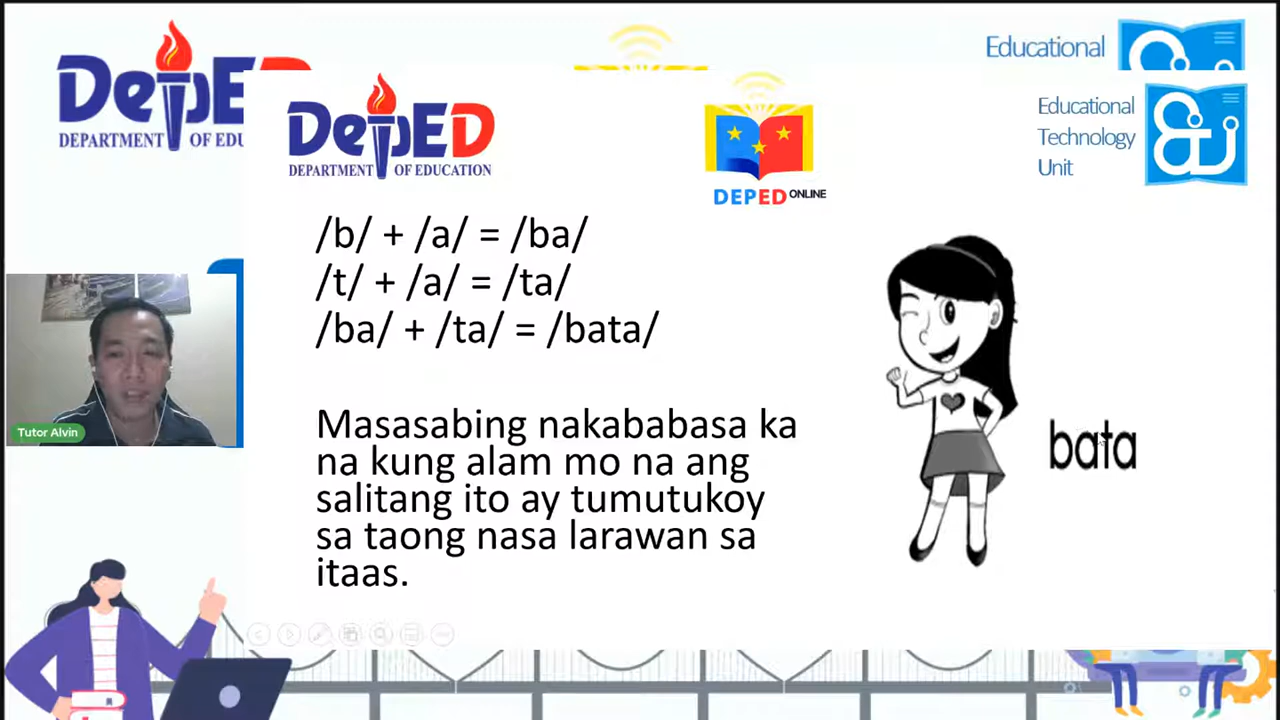 DepED
DEPARTMENT OF EDU
Educational
DepED
DEPARTMENT OF EDUCATION
DEPED ONLINE
Educational
Technology
Unit
/b/ + /a/ = /ba/
/t/ + /a/ = /ta/
/ba/ + /ta/ = /bata/
Masasabing nakababasa ka
na kung alam mo na ang
salitang ito ay tumutukoy
sa taong nasa larawan sa
itaas.
bata
Tutor Alvin